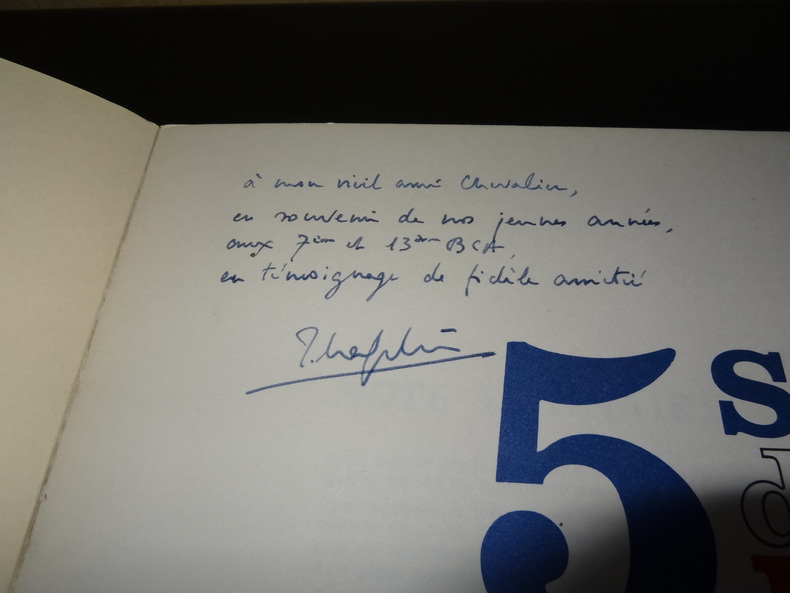 à mon vieil ami Chevalier,
en souvenir de nos jeunes années,
aux 7ème et 13ème BCA,
en témoignage de fidèle amitié
5
S
d